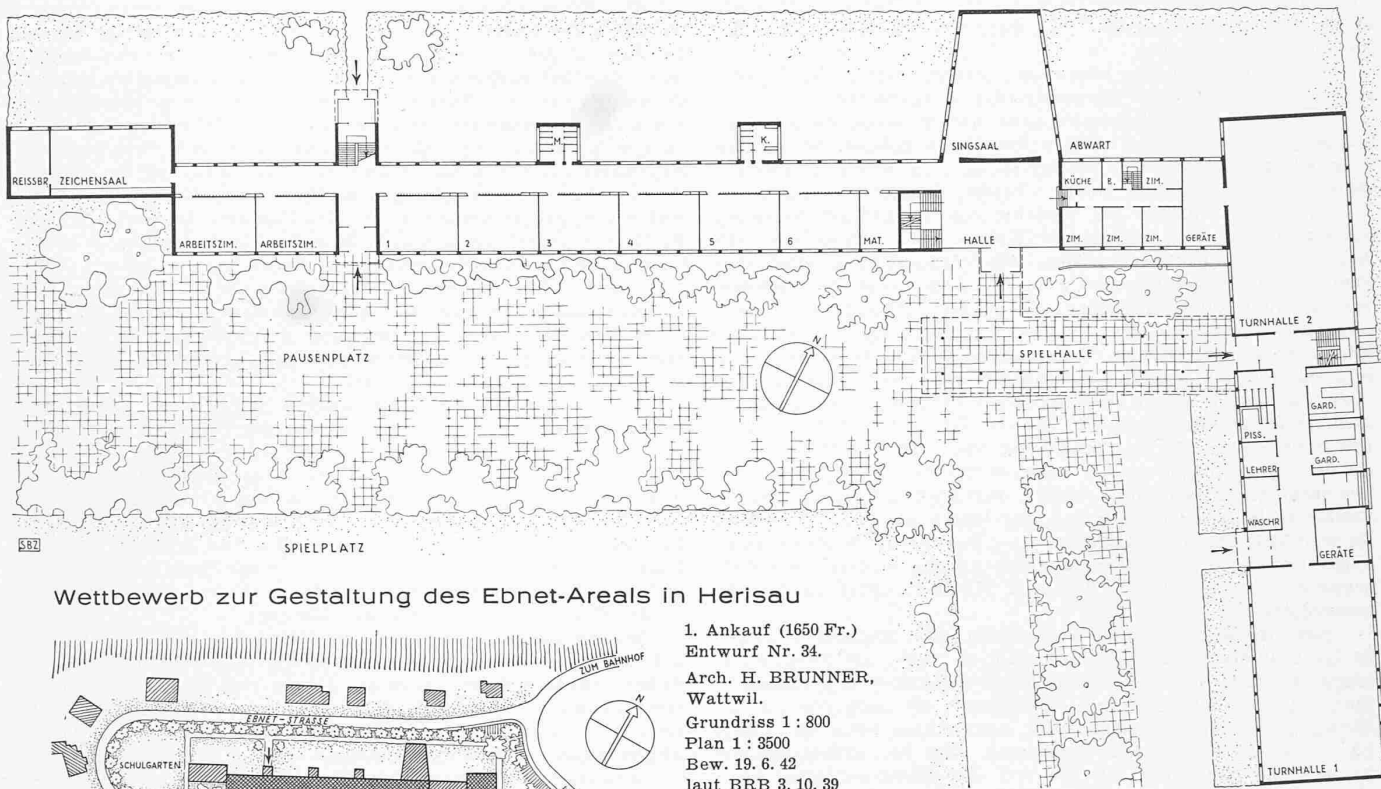 SINGSAAL
ABWART
M.
K.
REISSBR. ZEICHENSAAL
KÜCHE B. ZIM.
ARBEITSZIM. ARBEITSZIM.
1 2 3 4 5 6 MAT.
HALLE
ZIM. ZIM. ZIM. GERÄTE
TURNHALLE 2
PAUSENPLATZ
N
SPIELHALLE
GARD.
PISS.
GARD.
LEHRER
WASCHR
SBZ
SPIELPLATZ
GERÄTE
TURNHALLE 1
Wettbewerb zur Gestaltung des Ebnet-Areals in Herisau
ZUM BAHNHOF
EBNET-STRASSE
N
SCHULGARTEN
1. Ankauf (1650 Fr.)
Entwurf Nr. 34.
Arch. H. BRUNNER,
Wattwil.
Grundriss 1 : 800
Plan 1 : 3500
Bew. 19. 6. 42
laut BRB 3. 10. 39